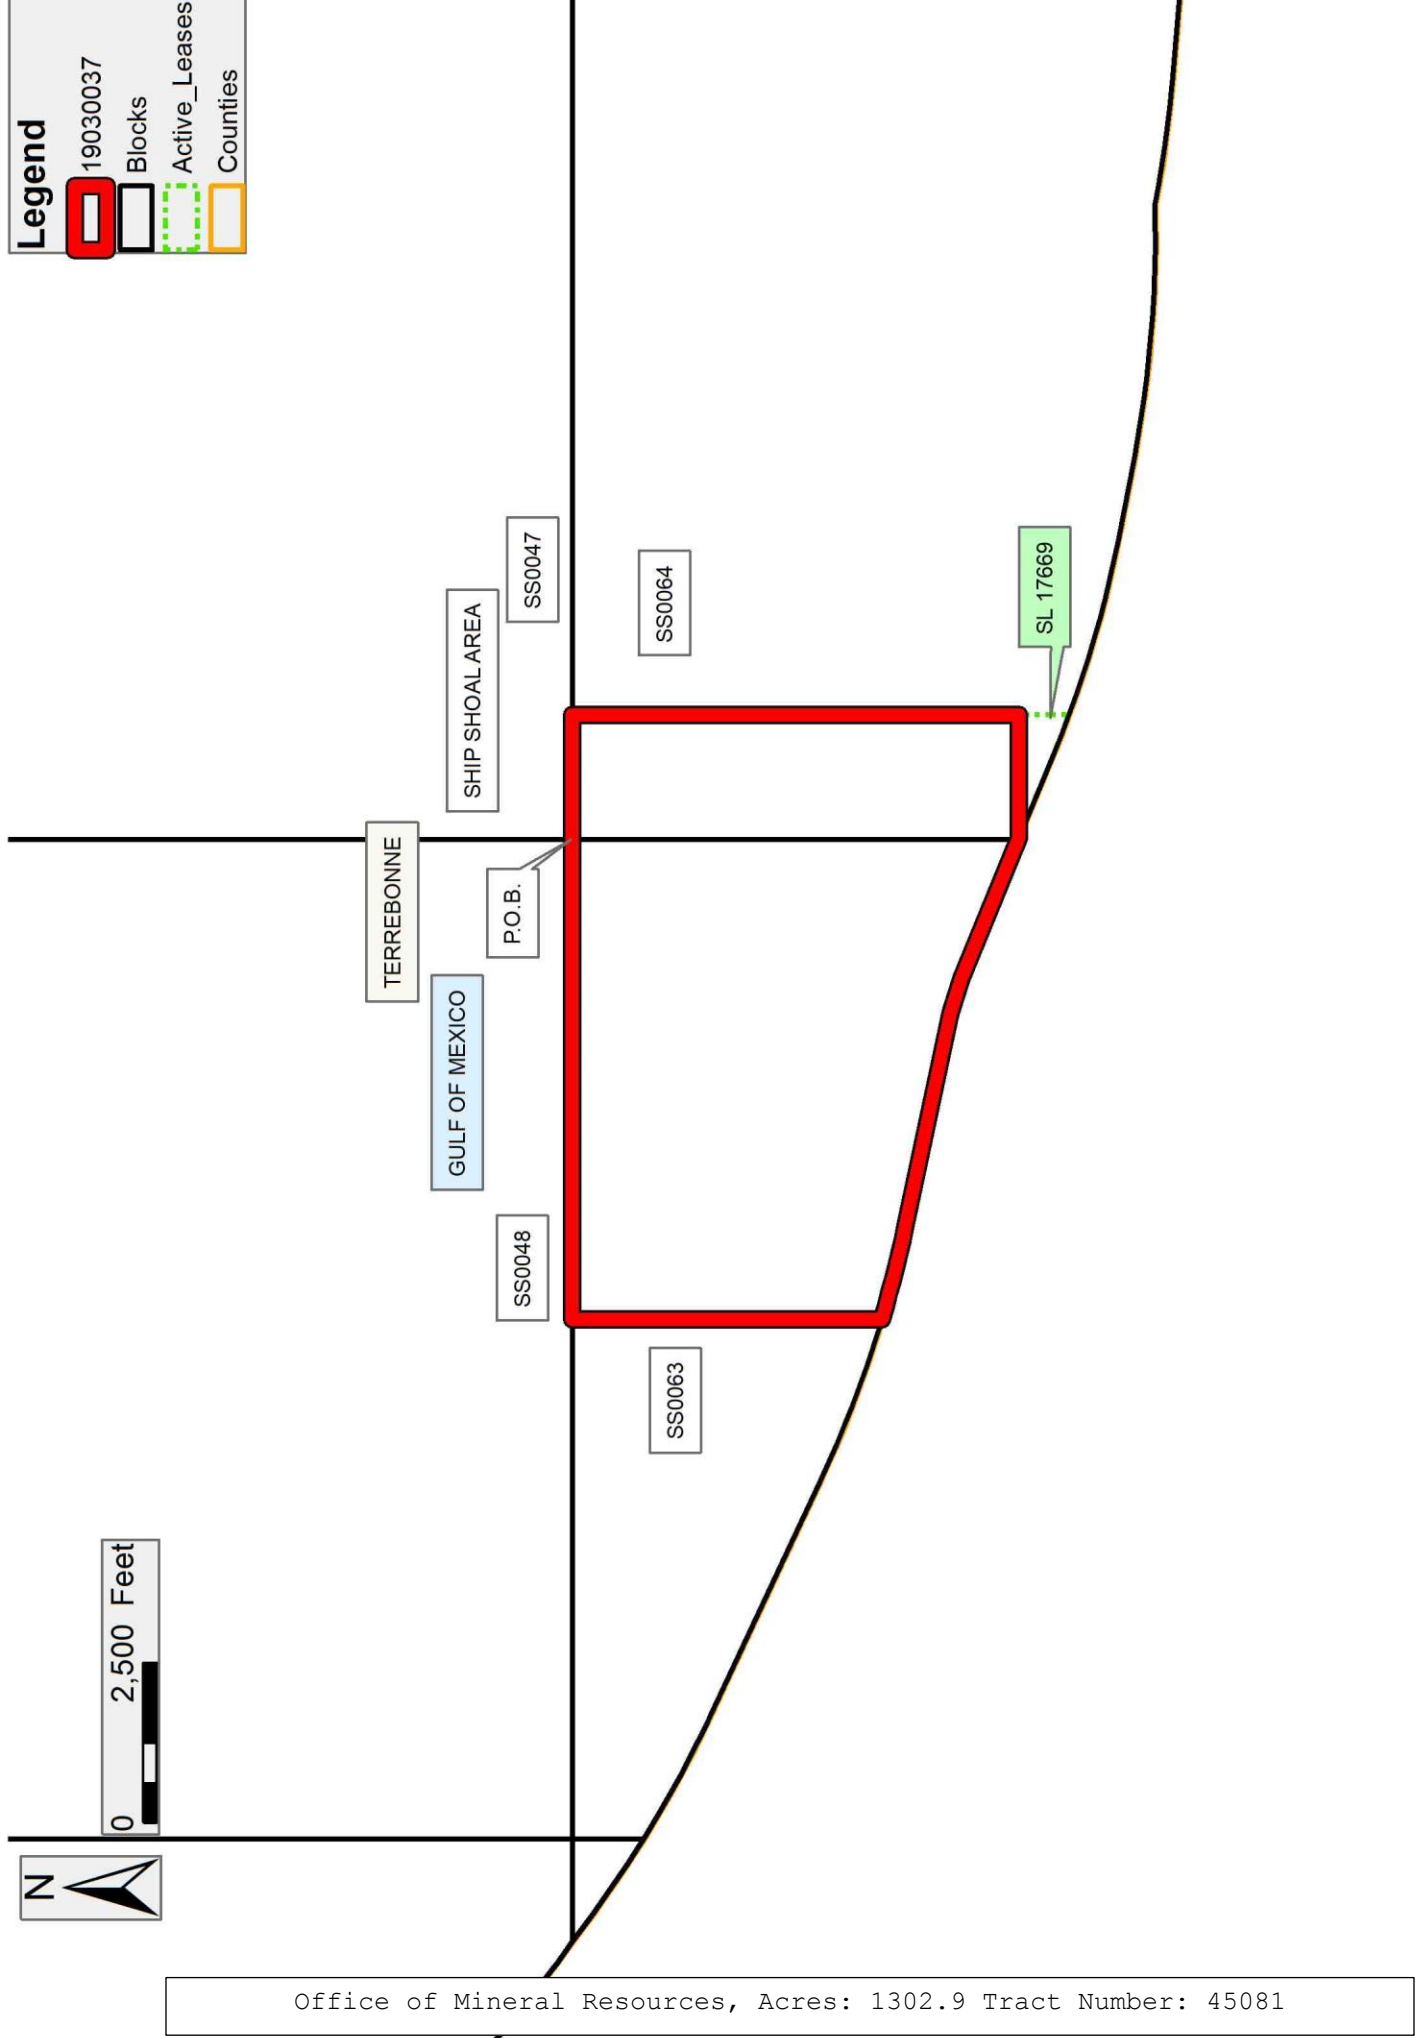 Legend
19030037
Blocks
Active_Leases
Counties
SS0047
SHIP SHOAL AREA
SS0064
SL 17669
TERREBONNE
P.O.B.
GULF OF MEXICO
SS0048
SS0063
0 2,500 Feet
N
Office of Mineral Resources, Acres: 1302.9 Tract Number: 45081